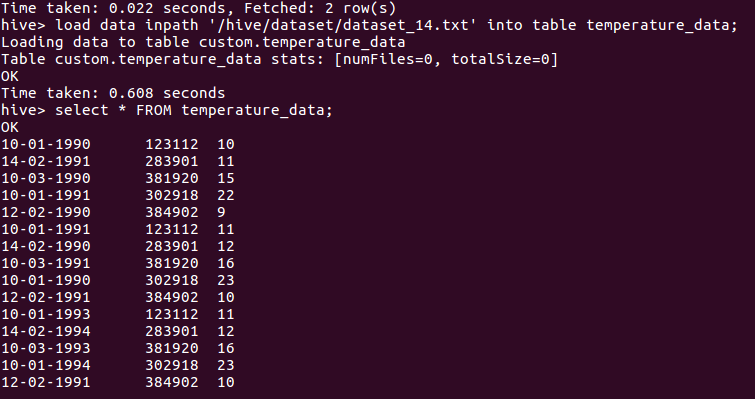 Time taken: 0.022 seconds, Fetched: 2 row(s)
hive> load data inpath '/hive/dataset/dataset_14.txt' into table temperature_data;
Loading data to table custom.temperature_data
Table custom.temperature_data stats: [numFiles=0, totalSize=0]
OK
Time taken: 0.608 seconds
hive> select * FROM temperature_data;
OK
10-01-1990 123112 10
14-02-1991 283901 11
10-03-1990 381920 15
10-01-1991 302918 22
12-02-1990 384902 9
10-01-1991 123112 11
14-02-1990 283901 12
10-03-1991 381920 16
10-01-1990 302918 23
12-02-1991 384902 10
10-01-1993 123112 11
14-02-1994 283901 12
10-03-1993 381920 16
10-01-1994 302918 23
12-02-1991 384902 10